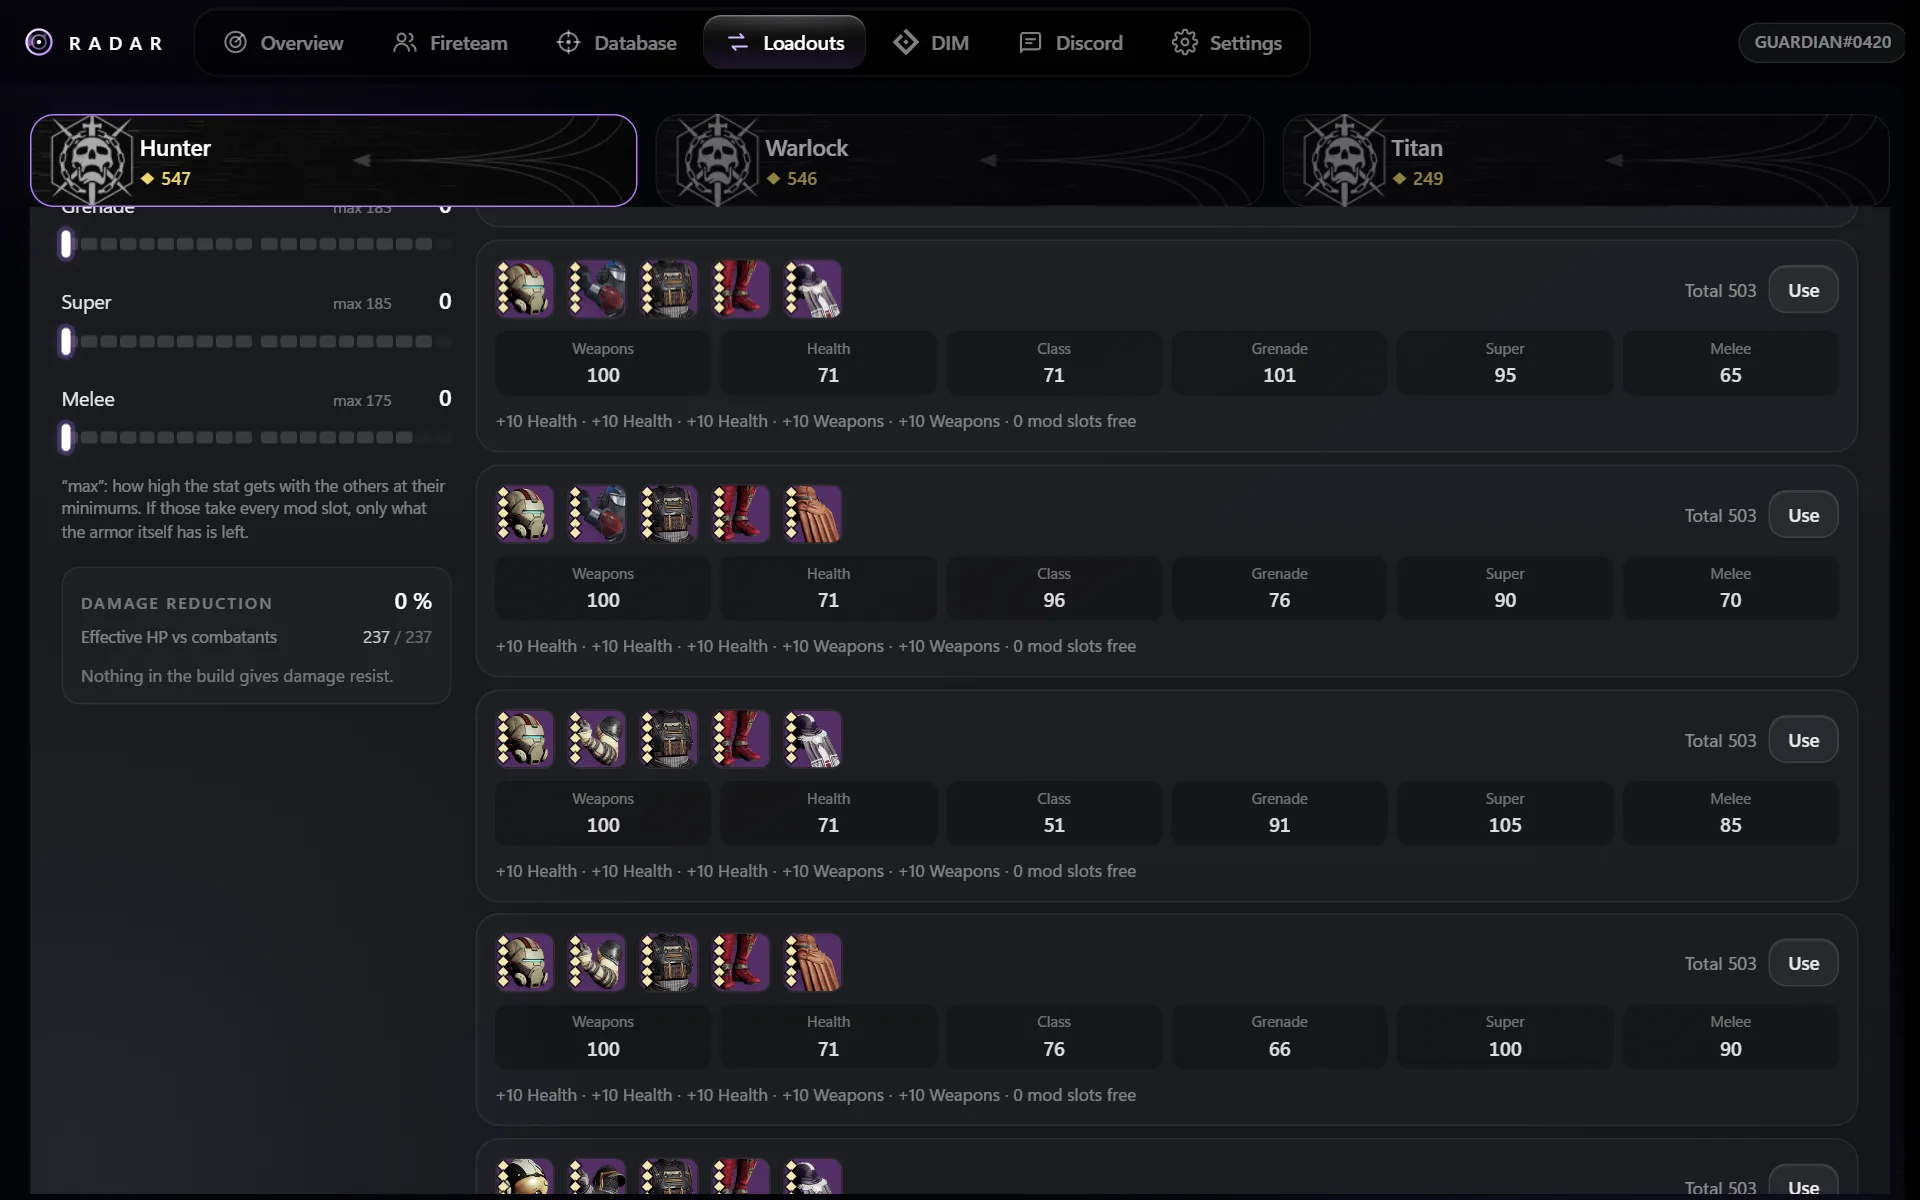 RADAR
Overview
Fireteam
Database
Loadouts
DIM
Discord
Settings
GUARDIAN#0420
Hunter
547
Warlock
546
Titan
249
Grenade
max 185
0
Super
max 185
0
Melee
max 175
0
“max”: how high the stat gets with the others at their
minimums. If those take every mod slot, only what
the armor itself has is left.
DAMAGE REDUCTION
0 %
Effective HP vs combatants
237 / 237
Nothing in the build gives damage resist.
Total 503
Use
Weapons
Health
Class
Grenade
Super
Melee
100
71
71
101
95
65
+10 Health · +10 Health · +10 Health · +10 Weapons · +10 Weapons · 0 mod slots free
Total 503
Use
Weapons
Health
Class
Grenade
Super
Melee
100
71
96
76
90
70
+10 Health · +10 Health · +10 Health · +10 Weapons · +10 Weapons · 0 mod slots free
Total 503
Use
Weapons
Health
Class
Grenade
Super
Melee
100
71
51
91
105
85
+10 Health · +10 Health · +10 Health · +10 Weapons · +10 Weapons · 0 mod slots free
Total 503
Use
Weapons
Health
Class
Grenade
Super
Melee
100
71
76
66
100
90
+10 Health · +10 Health · +10 Health · +10 Weapons · +10 Weapons · 0 mod slots free
Total 503
Use